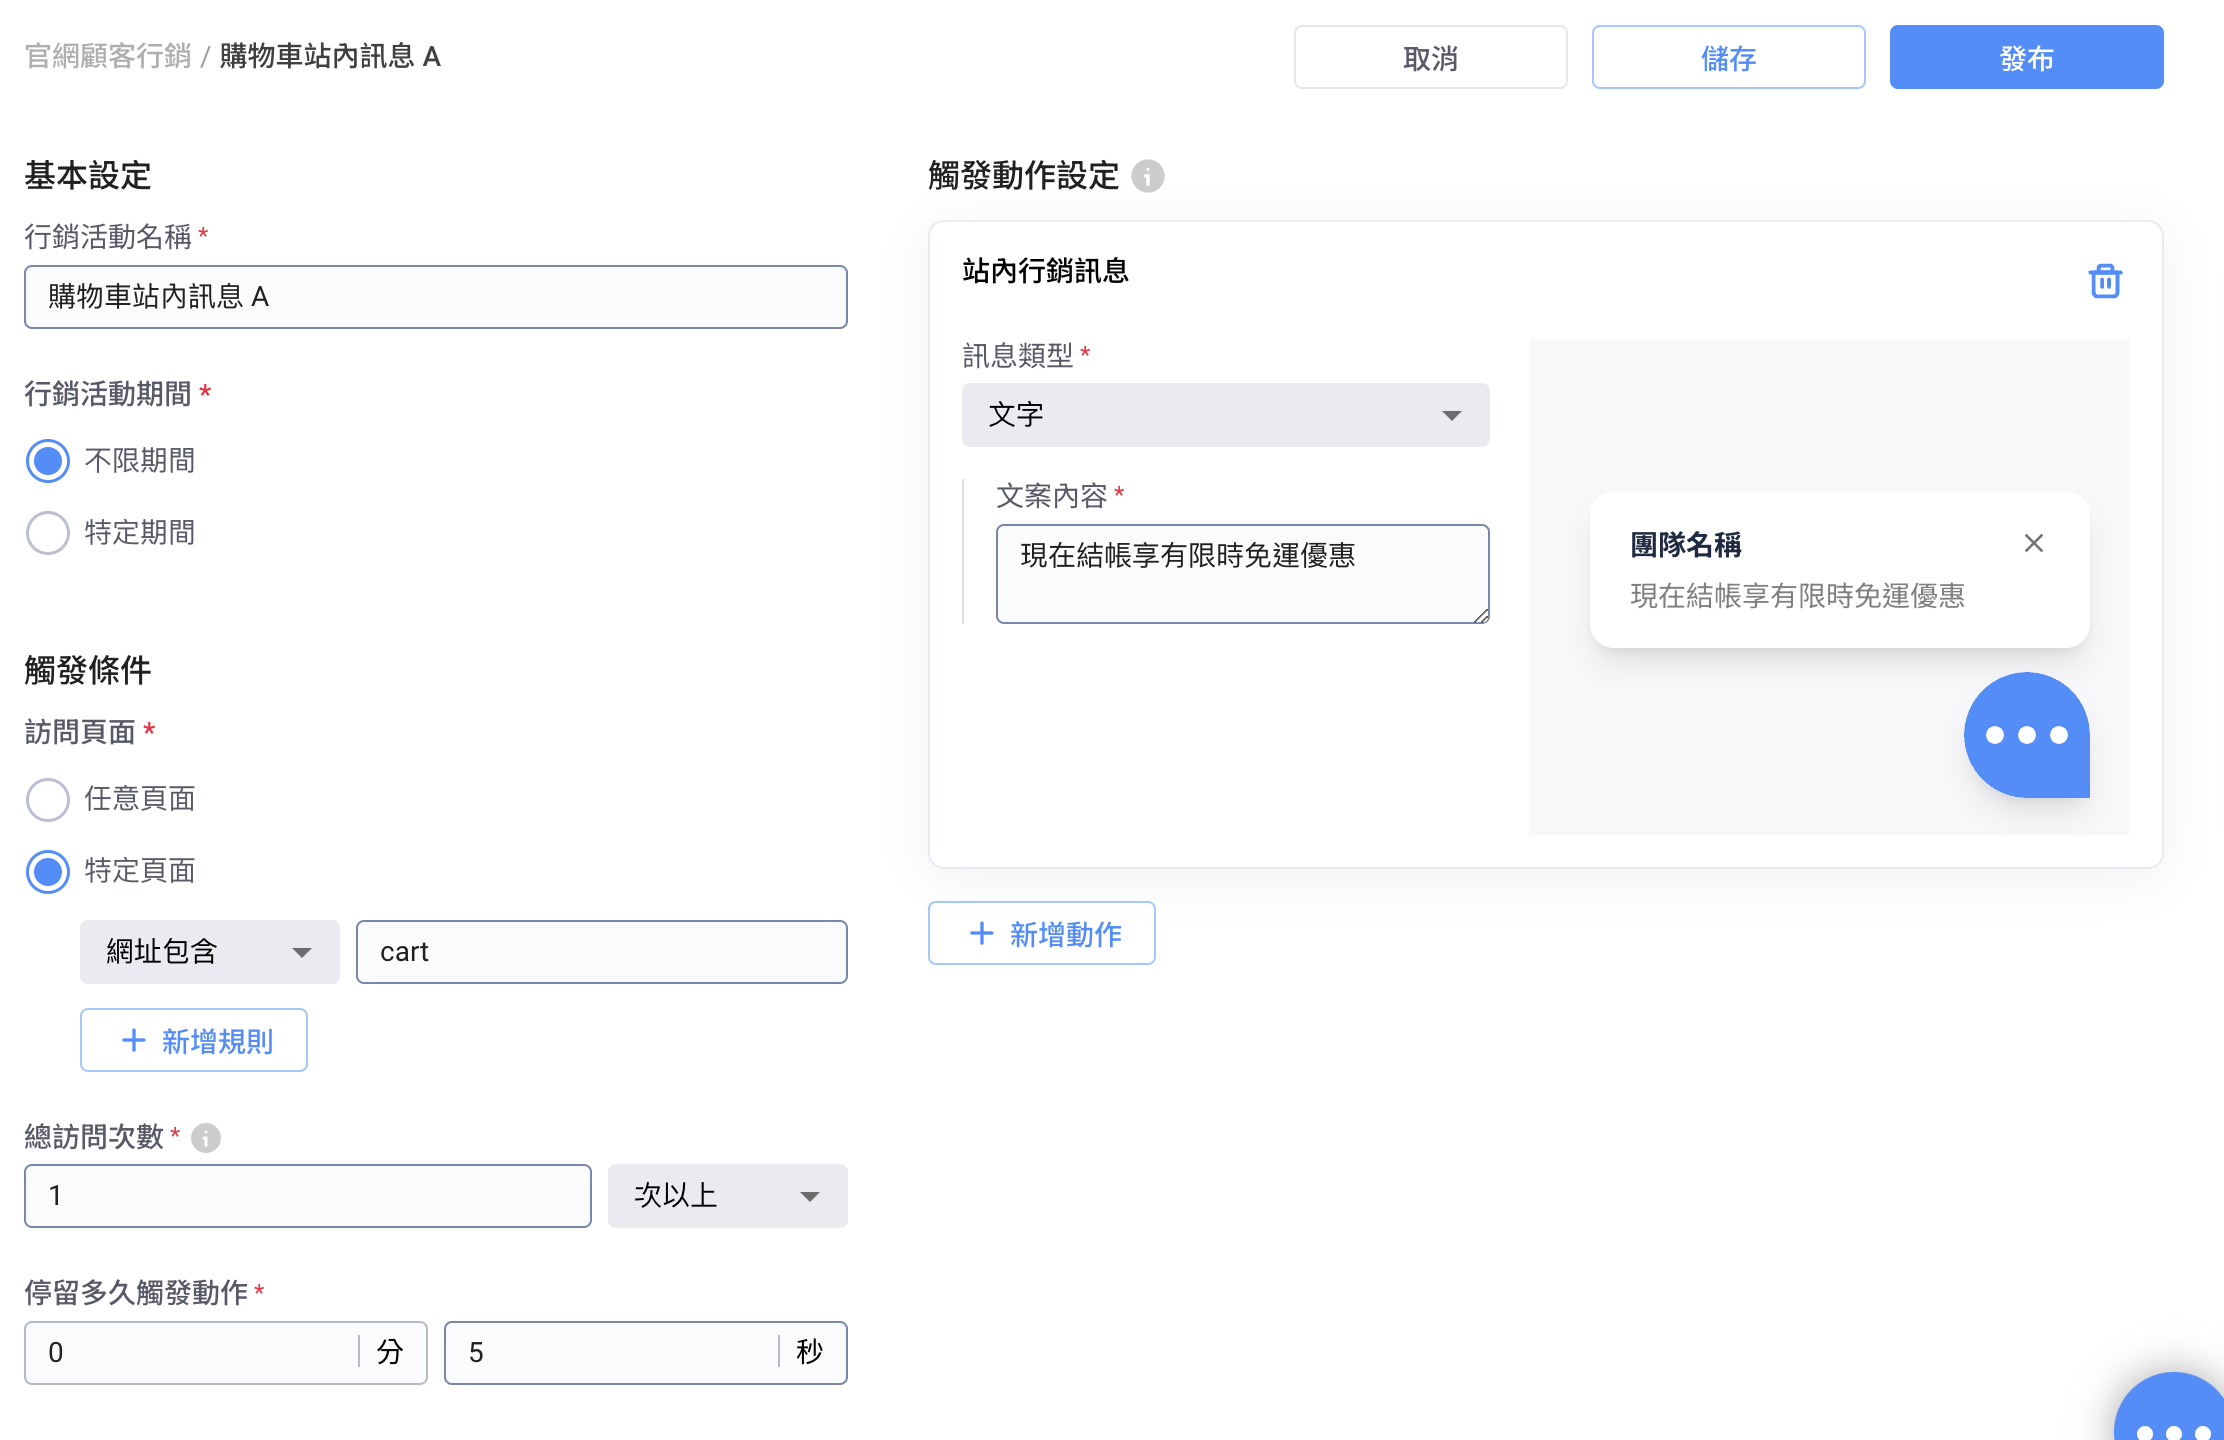 官網顧客行銷 / 購物車站內訊息 A
取消
儲存
發布
基本設定
行銷活動名稱 *
購物車站內訊息 A
行銷活動期間 *
不限期間
特定期間
觸發條件
訪問頁面 *
任意頁面
特定頁面
網址包含
cart
+ 新增規則
總訪問次數 *
1
次以上
停留多久觸發動作 *
0 分
5 秒
觸發動作設定
站內行銷訊息
訊息類型 *
文字
文案內容 *
現在結帳享有限時免運優惠
團隊名稱
現在結帳享有限時免運優惠
+ 新增動作